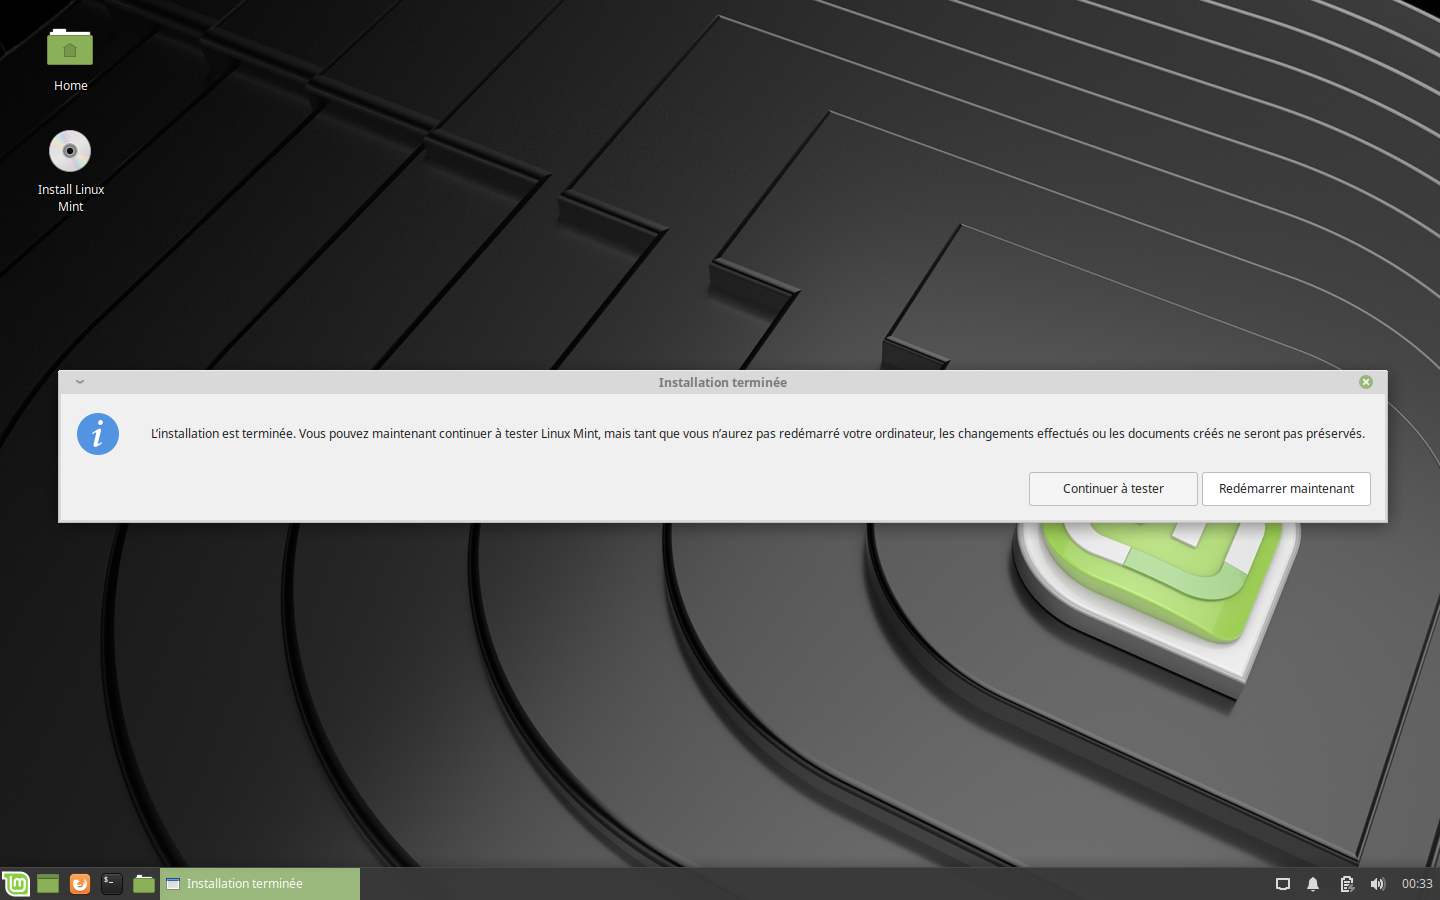 Home
Install Linux
Mint
Installation terminée
L’installation est terminée. Vous pouvez maintenant continuer à tester Linux Mint, mais tant que vous n’aurez pas redémarré votre ordinateur, les changements effectués ou les documents créés ne seront pas préservés.
Continuer à tester
Redémarrer maintenant
Installation terminée
00:33